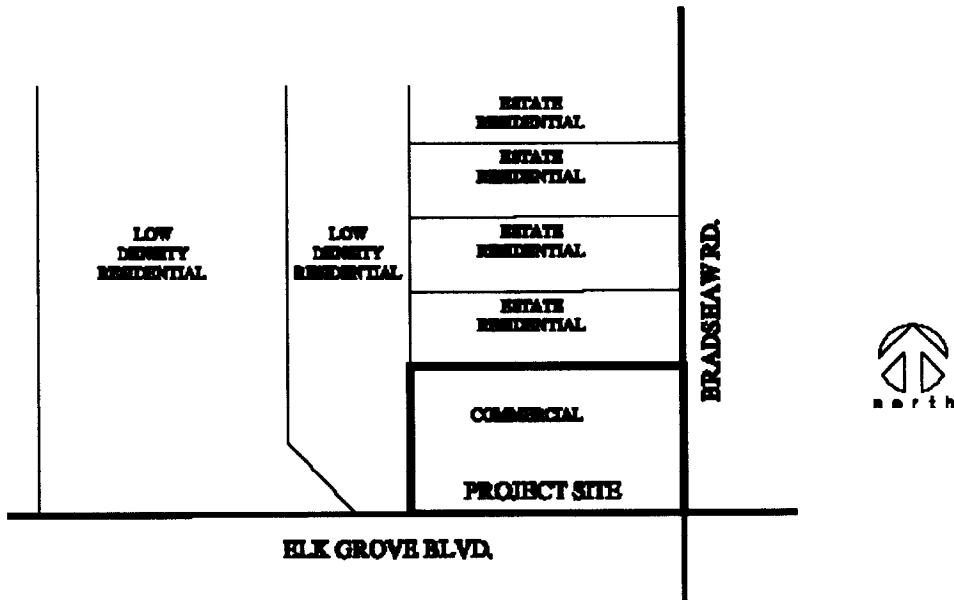 ESTATE
RESIDENTIAL
ESTATE
RESIDENTIAL
LOW
DENSITY
RESIDENTIAL
LOW
DENSITY
RESIDENTIAL
ESTATE
RESIDENTIAL
ESTATE
RESIDENTIAL
BRADSHAW RD.
north
COMMERCIAL
PROJECT SITE
ELK GROVE BLVD.